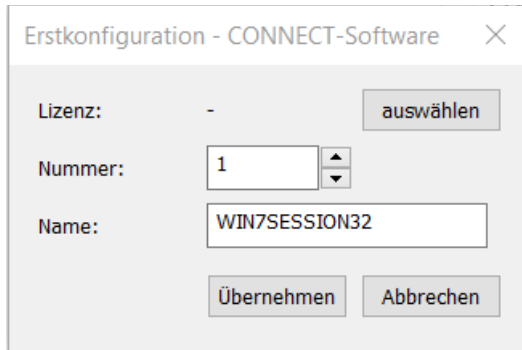 Erstkonfiguration - CONNECT-Software
Lizenz: - auswählen
Nummer: 1
Name: WIN7SESSION32
Übernehmen Abbrechen